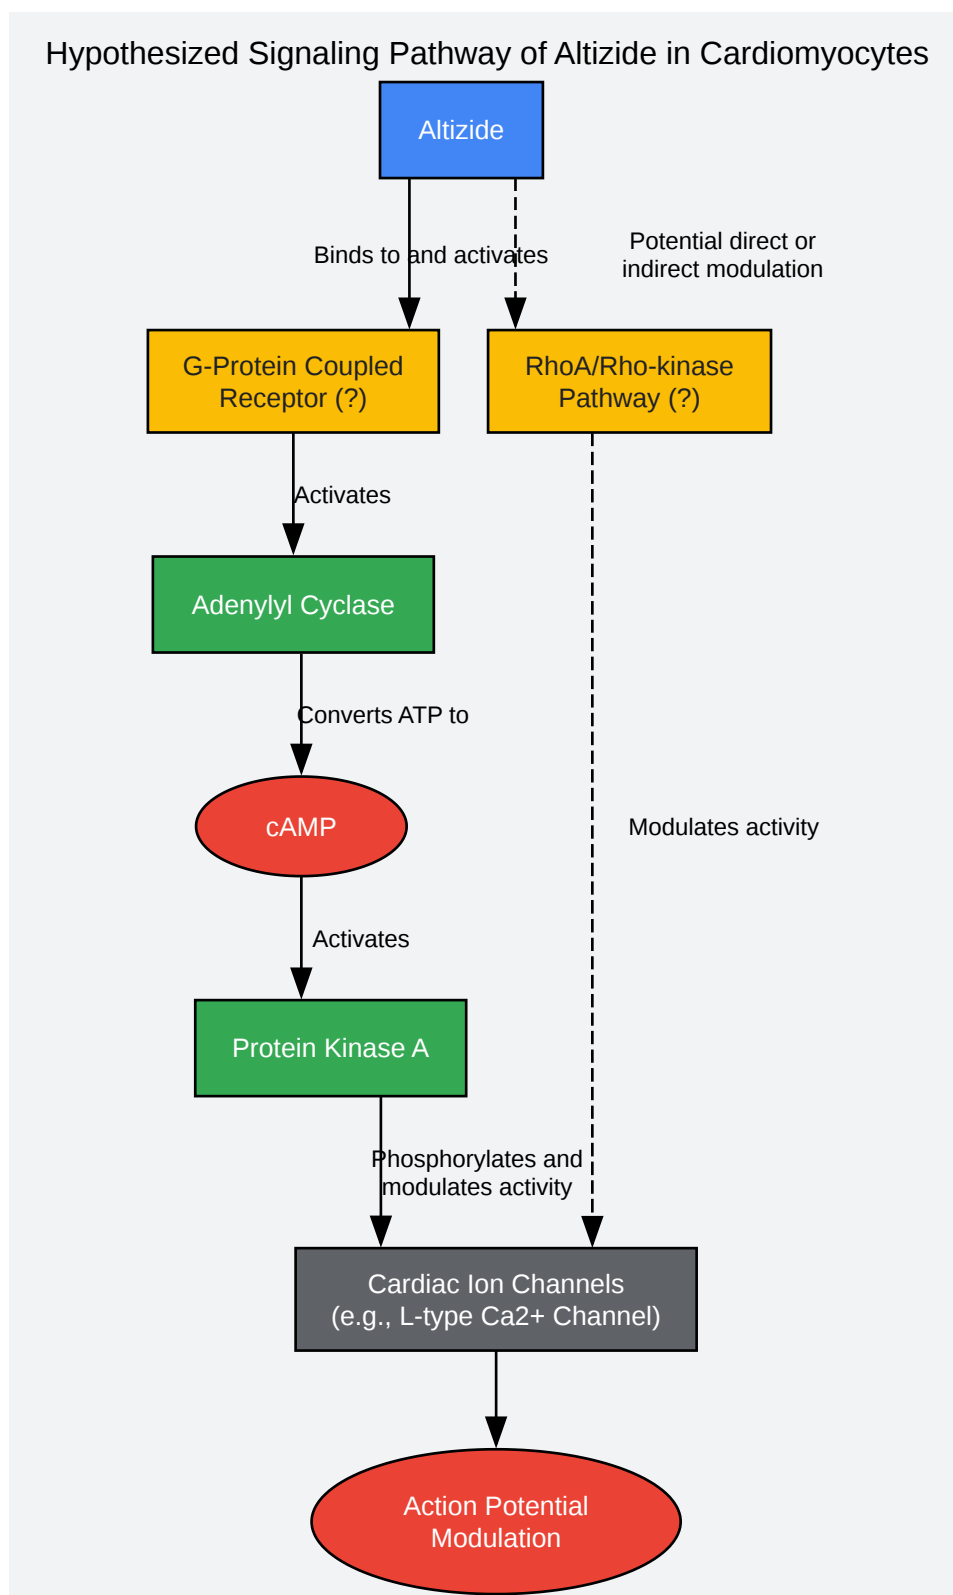 Hypothesized Signaling Pathway of Altizide in Cardiomyocytes
Altizide
Binds to and activates
Potential direct or
indirect modulation
G-Protein Coupled
Receptor (?)
RhoA/Rho-kinase
Pathway (?)
Activates
Adenylyl Cyclase
Converts ATP to
cAMP
Modulates activity
Activates
Protein Kinase A
Phosphorylates and
modulates activity
Cardiac Ion Channels
(e.g., L-type Ca2+ Channel)
Action Potential
Modulation